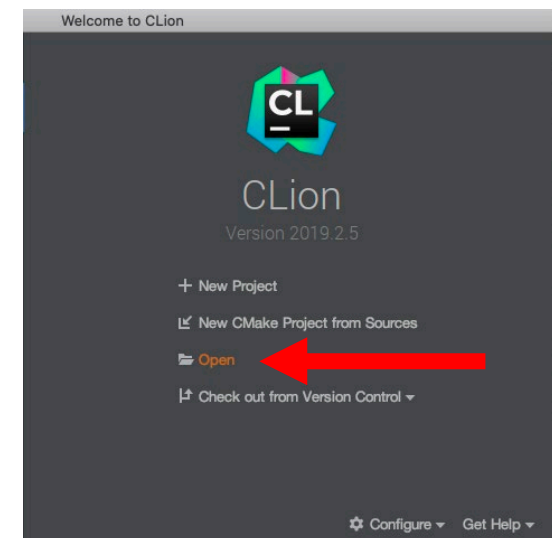 Welcome to CLion
CL
CLion
Version 2019.2.5
New Project
New CMake Project from Sources
Open
Check out from Version Control
Configure Get Help